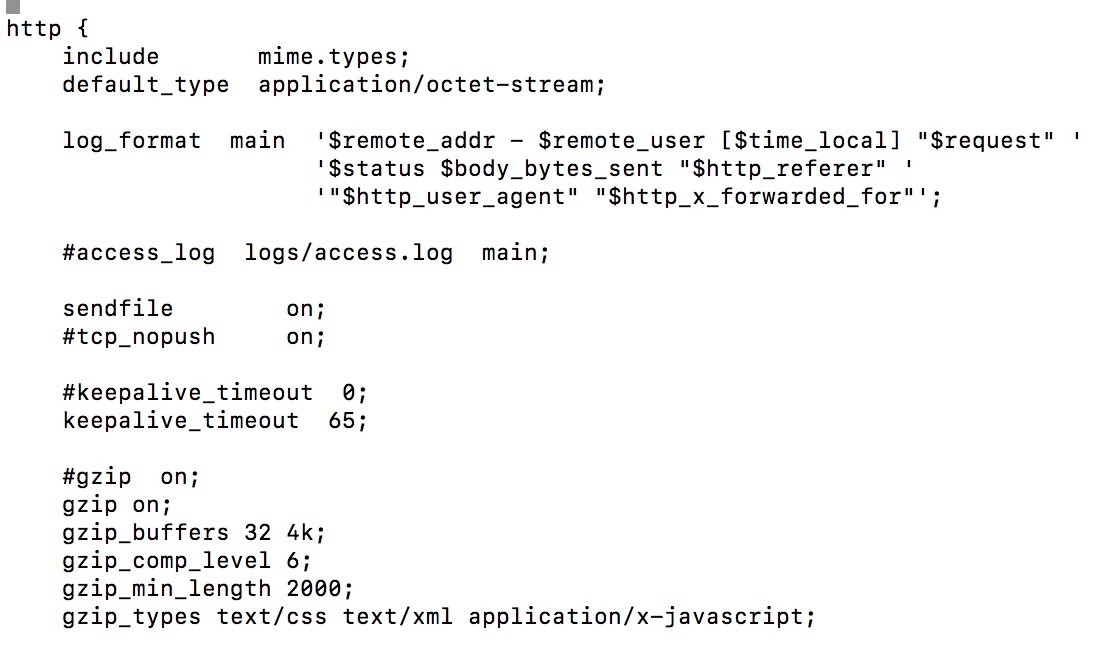 http {
    include       mime.types;
    default_type  application/octet-stream;

    log_format  main  '$remote_addr - $remote_user [$time_local] "$request" '
                      '$status $body_bytes_sent "$http_referer" '
                      '"$http_user_agent" "$http_x_forwarded_for"';

    #access_log  logs/access.log  main;

    sendfile        on;
    #tcp_nopush     on;

    #keepalive_timeout  0;
    keepalive_timeout  65;

    #gzip  on;
    gzip on;
    gzip_buffers 32 4k;
    gzip_comp_level 6;
    gzip_min_length 2000;
    gzip_types text/css text/xml application/x-javascript;